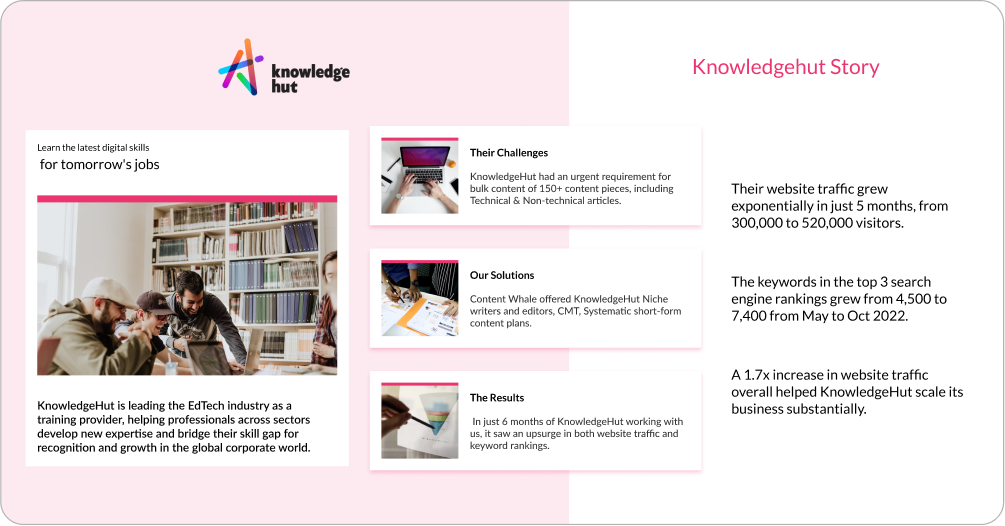 knowledge
hut
Knowledgehut Story
Learn the latest digital skills
for tomorrow's jobs
KnowledgeHut is leading the EdTech industry as a
training provider, helping professionals across sectors
develop new expertise and bridge their skill gap for
recognition and growth in the global corporate world.
Their Challenges
KnowledgeHut had an urgent requirement for
bulk content of 150+ content pieces, including
Technical & Non-technical articles.
Our Solutions
Content Whale offered KnowledgeHut Niche
writers and editors, CMT, Systematic short-form
content plans.
The Results
In just 6 months of KnowledgeHut working with
us, it saw an upsurge in both website traffic and
keyword rankings.
Their website traffic grew
exponentially in just 5 months, from
300,000 to 520,000 visitors.
The keywords in the top 3 search
engine rankings grew from 4,500 to
7,400 from May to Oct 2022.
A 1.7x increase in website traffic
overall helped KnowledgeHut scale its
business substantially.